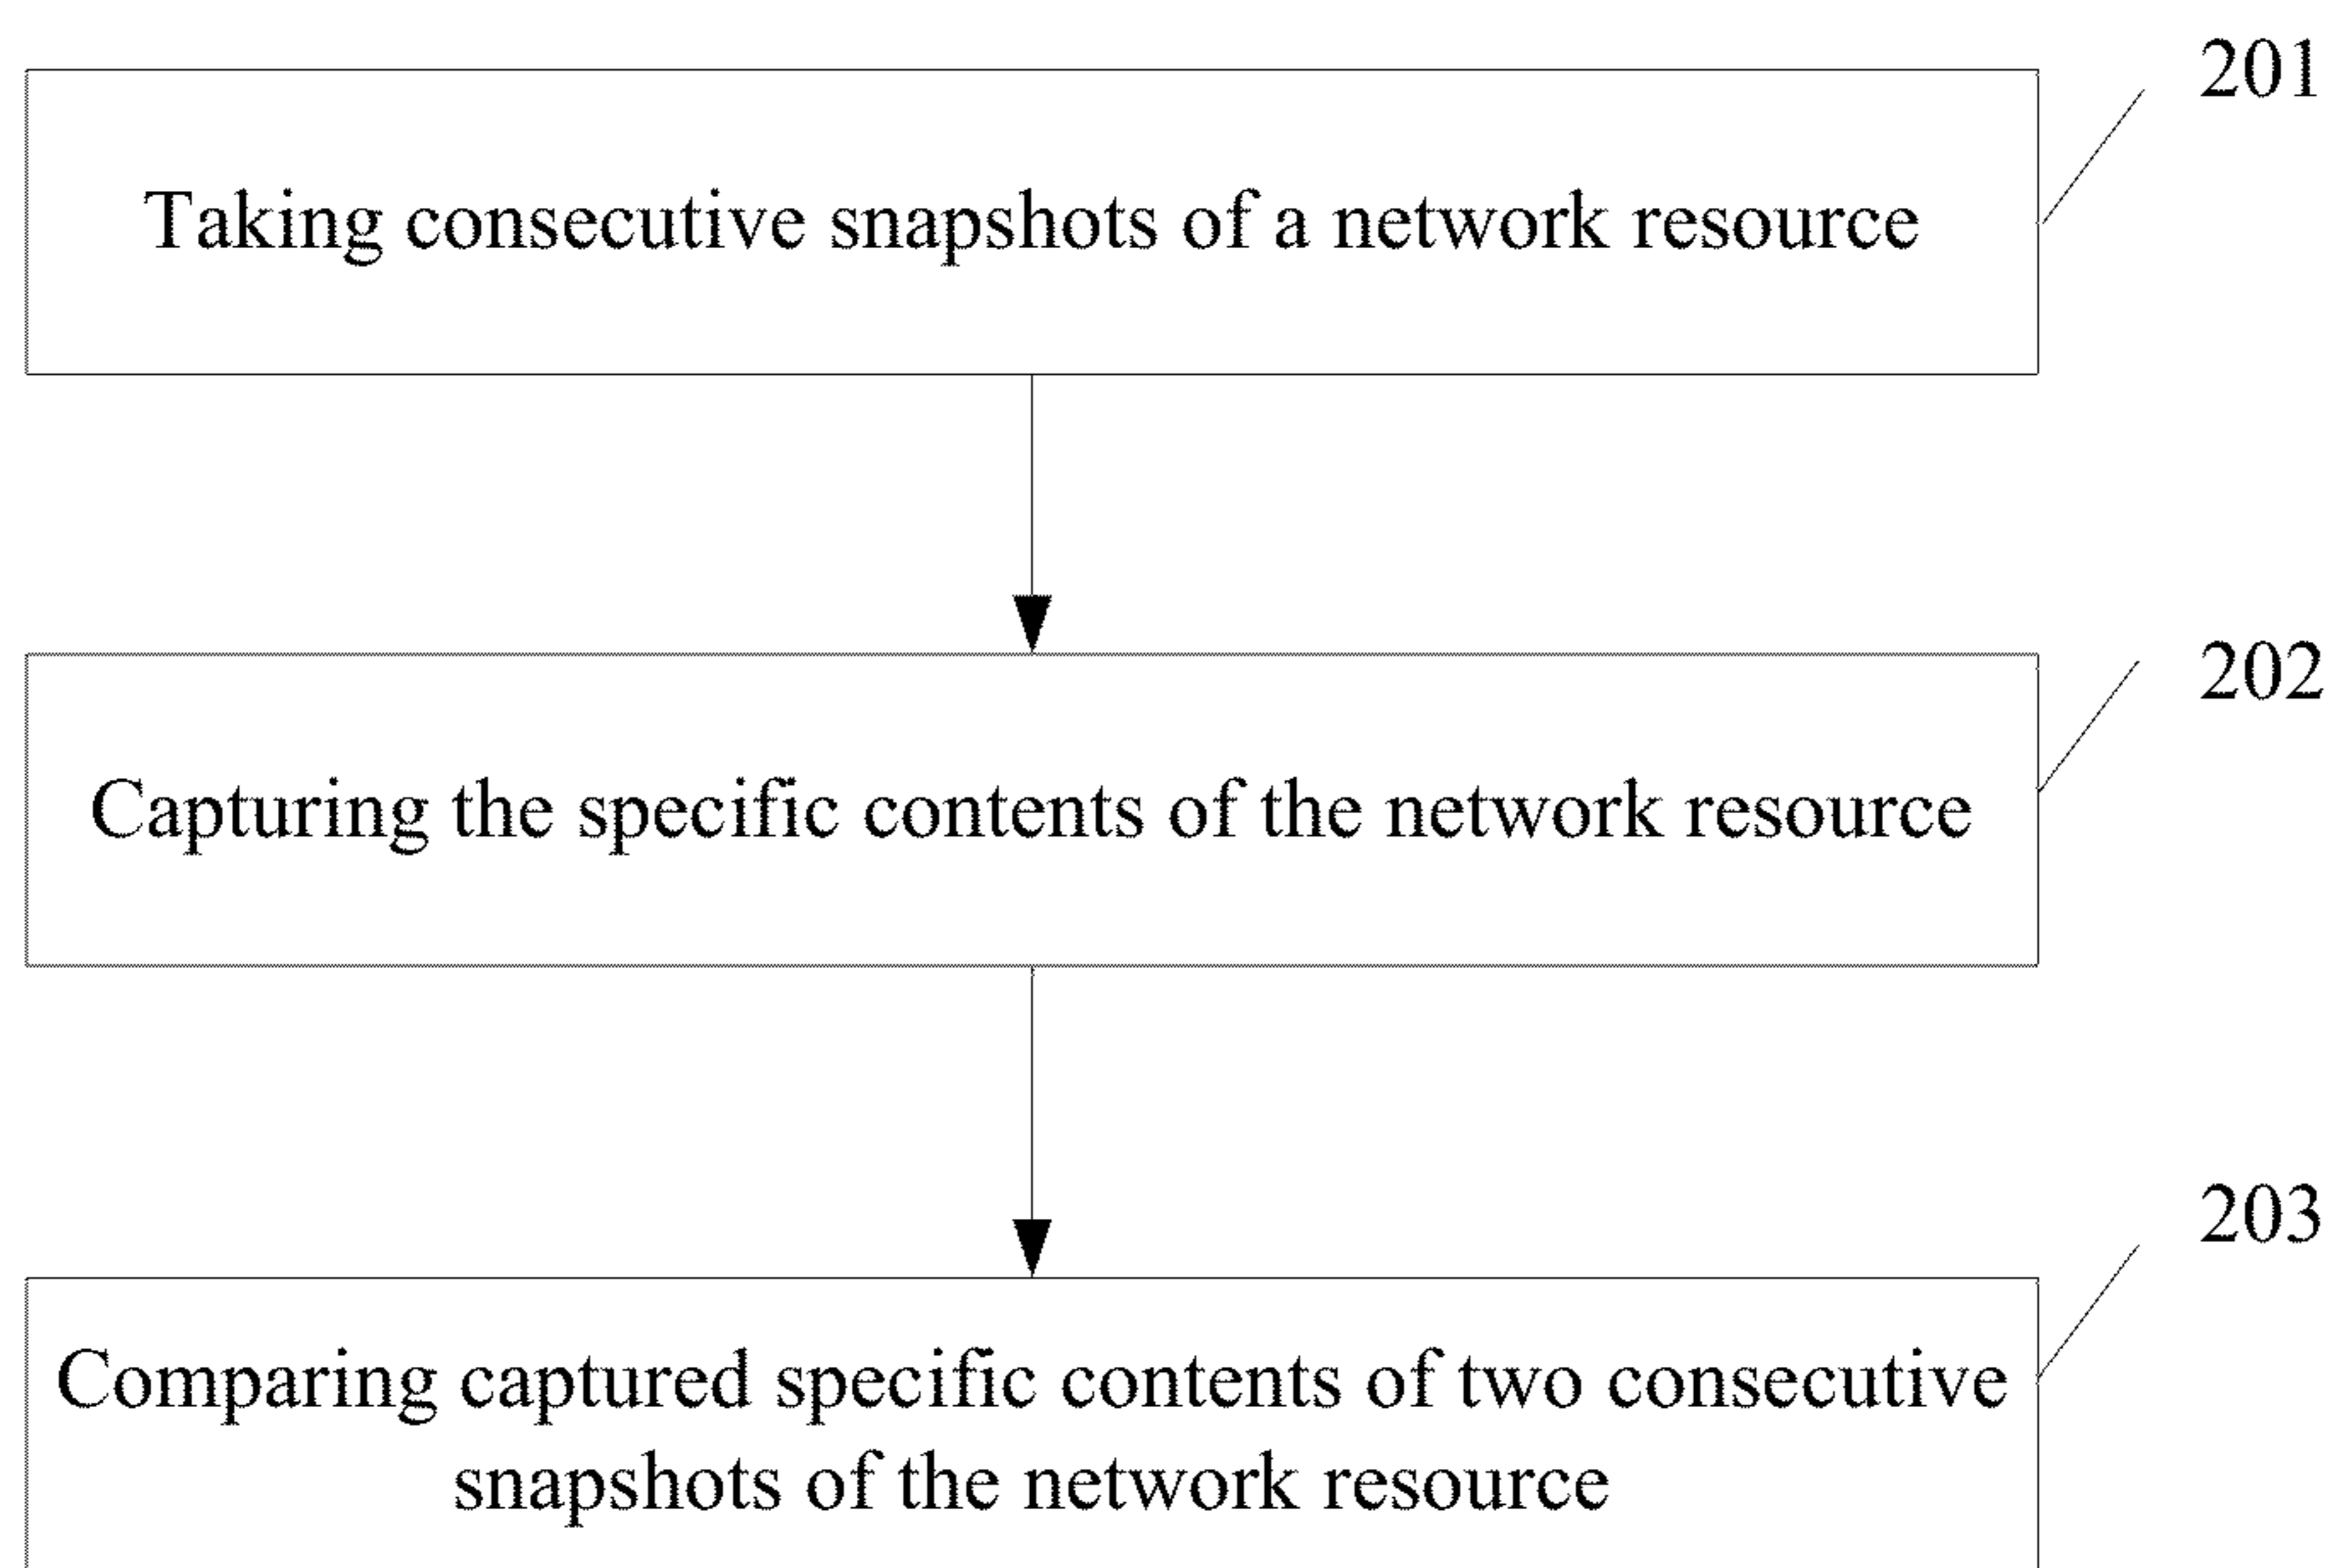 201
Taking consecutive snapshots of a network resource
202
Capturing the specific contents of the network resource
203
Comparing captured specific contents of two consecutive
snapshots of the network resource